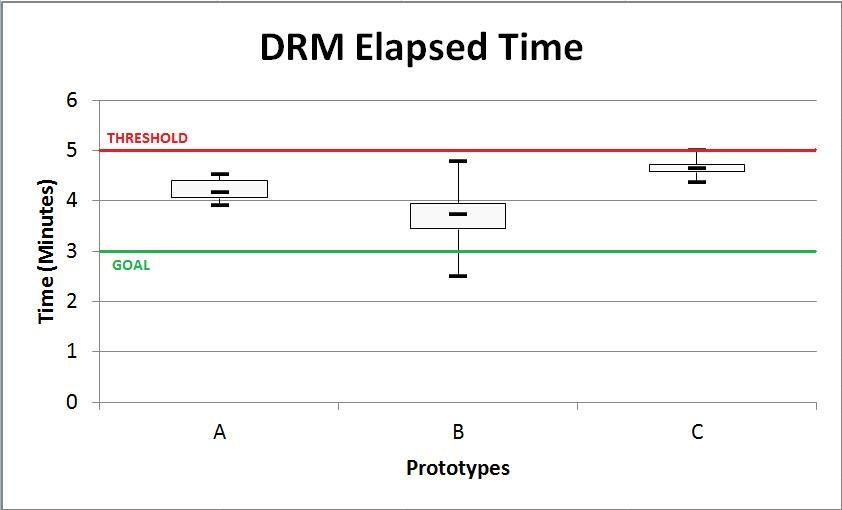 DRM Elapsed Time
6
THRESHOLD
5
4
3
GOAL
2
1
0
Time (Minutes)
A B C
Prototypes